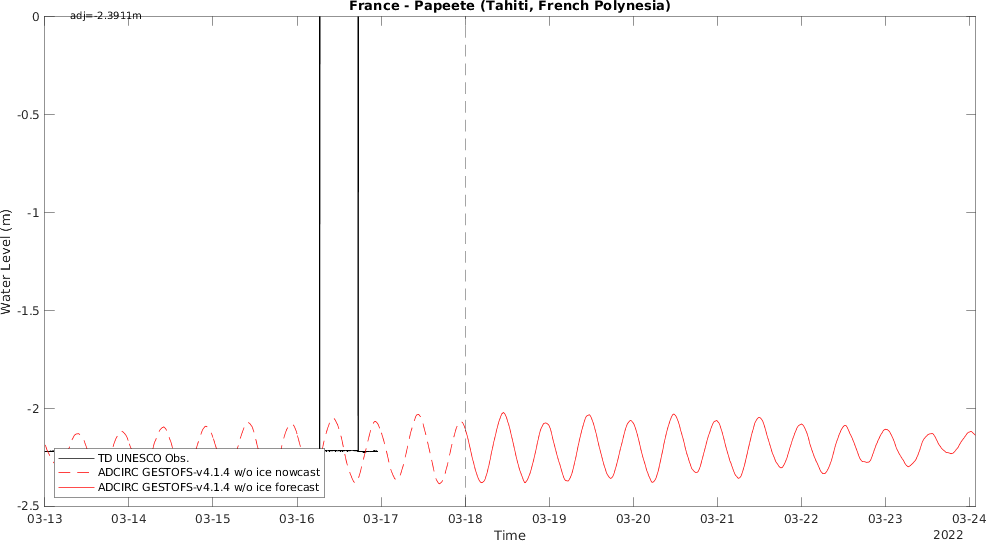 France - Papeete (Tahiti, French Polynesia)
adj=-2.3911m
0
-0.5
-1
-1.5
-2
-2.5
Water Level (m)
TD UNESCO Obs.
ADCIRC GESTOFS-v4.1.4 w/o ice nowcast
ADCIRC GESTOFS-v4.1.4 w/o ice forecast
03-13 03-14 03-15 03-16 03-17 03-18 03-19 03-20 03-21 03-22 03-23 03-24
Time
2022